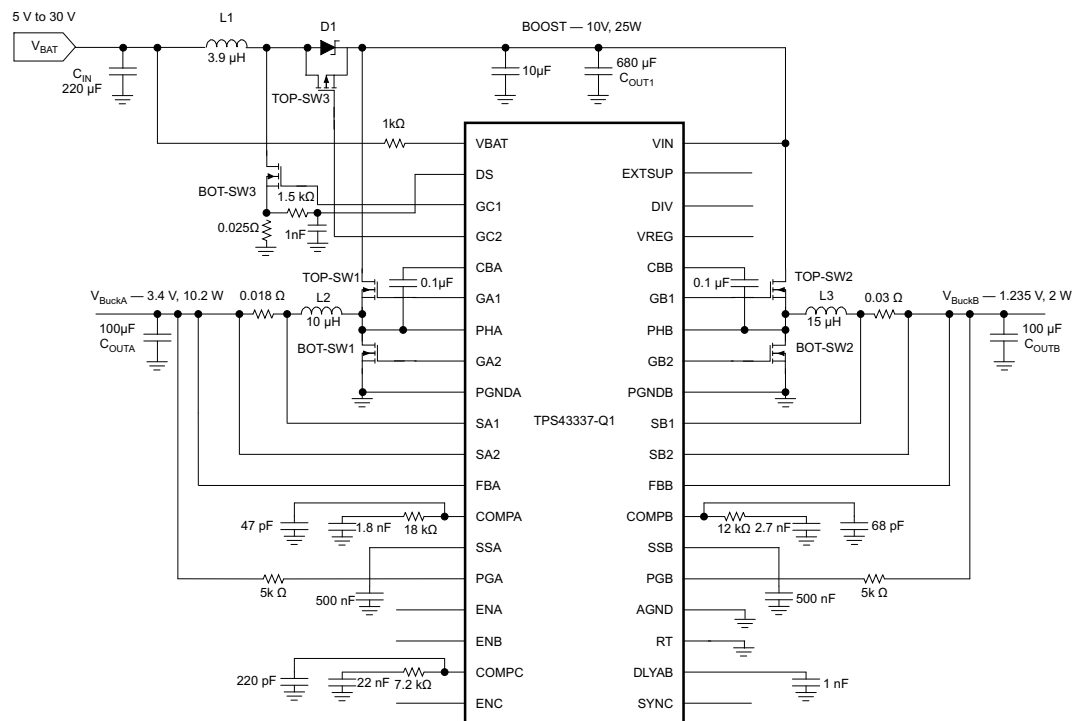 5 V to 30 V
L1
D1
BOOST — 10V, 25W
VBAT
3.9 µH
CIN
220 µF
TOP-SW3
10µF
680 µF
COUT1
1kΩ
VBAT
VIN
DS
EXTSUP
BOT-SW3
1.5 kΩ
GC1
DIV
0.025Ω
1nF
GC2
VREG
CBA
CBB
TOP-SW1
0.1µF
0.1 µF
TOP-SW2
VBuckA — 3.4 V, 10.2 W
0.018 Ω
L2
GA1
GB1
L3
0.03 Ω
VBuckB — 1.235 V, 2 W
10 µH
15 µH
100µF
COUTA
PHA
PHB
100 µF
COUTB
BOT-SW1
BOT-SW2
GA2
GB2
PGNDA
PGNDB
TPS43337-Q1
SA1
SB1
SA2
SB2
FBA
FBB
47 pF
1.8 nF
18 kΩ
COMPA
COMPB
12 kΩ
2.7 nF
68 pF
SSA
SSB
PGA
PGB
5k Ω
500 nF
500 nF
5kΩ
ENA
AGND
ENB
RT
220 pF
22 nF
7.2 kΩ
COMPC
DLYAB
1 nF
ENC
SYNC